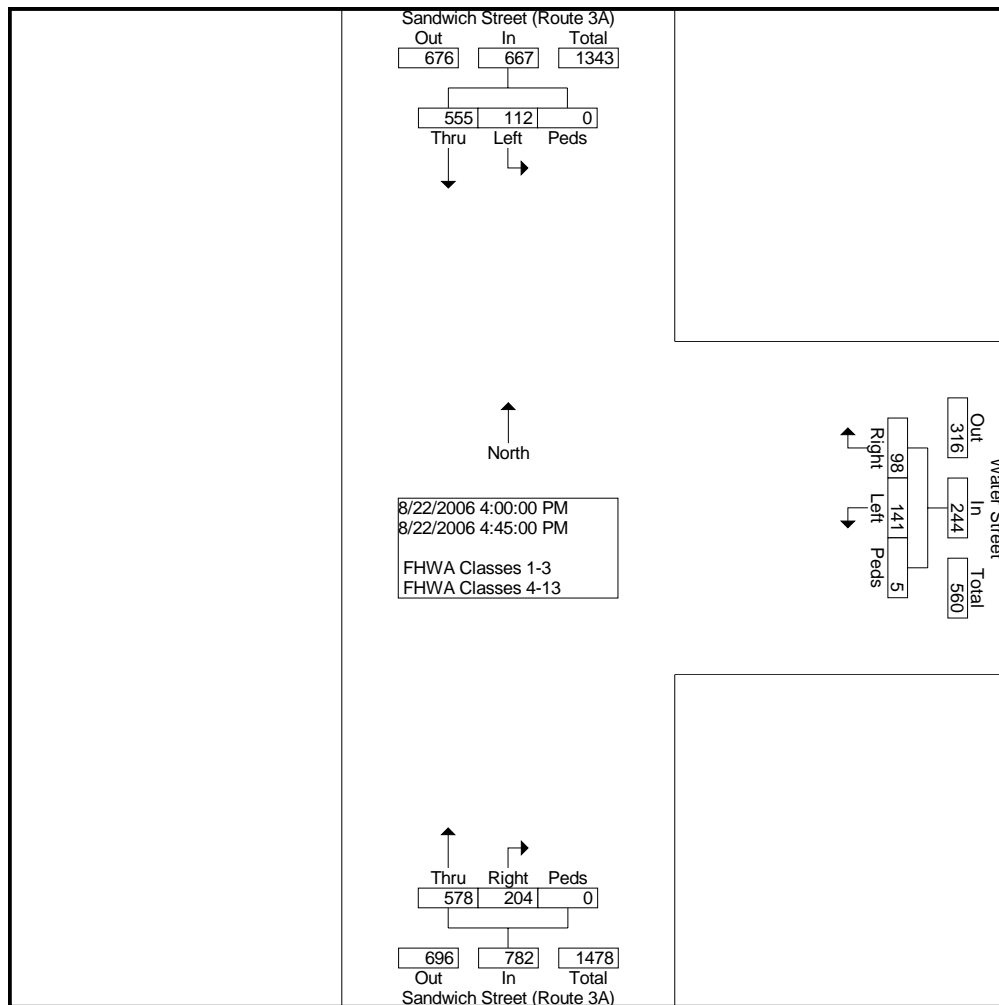 Sandwich Street (Route 3A)
Out In Total
676 667 1343
555 112 0
Thru Left Peds
North
8/22/2006 4:00:00 PM
8/22/2006 4:45:00 PM
FHWA Classes 1-3
FHWA Classes 4-13
Water Street
Out In Total
316 244 560
98 141 5
Right Left Peds
Thru Right Peds
578 204 0
696 782 1478
Out In Total
Sandwich Street (Route 3A)